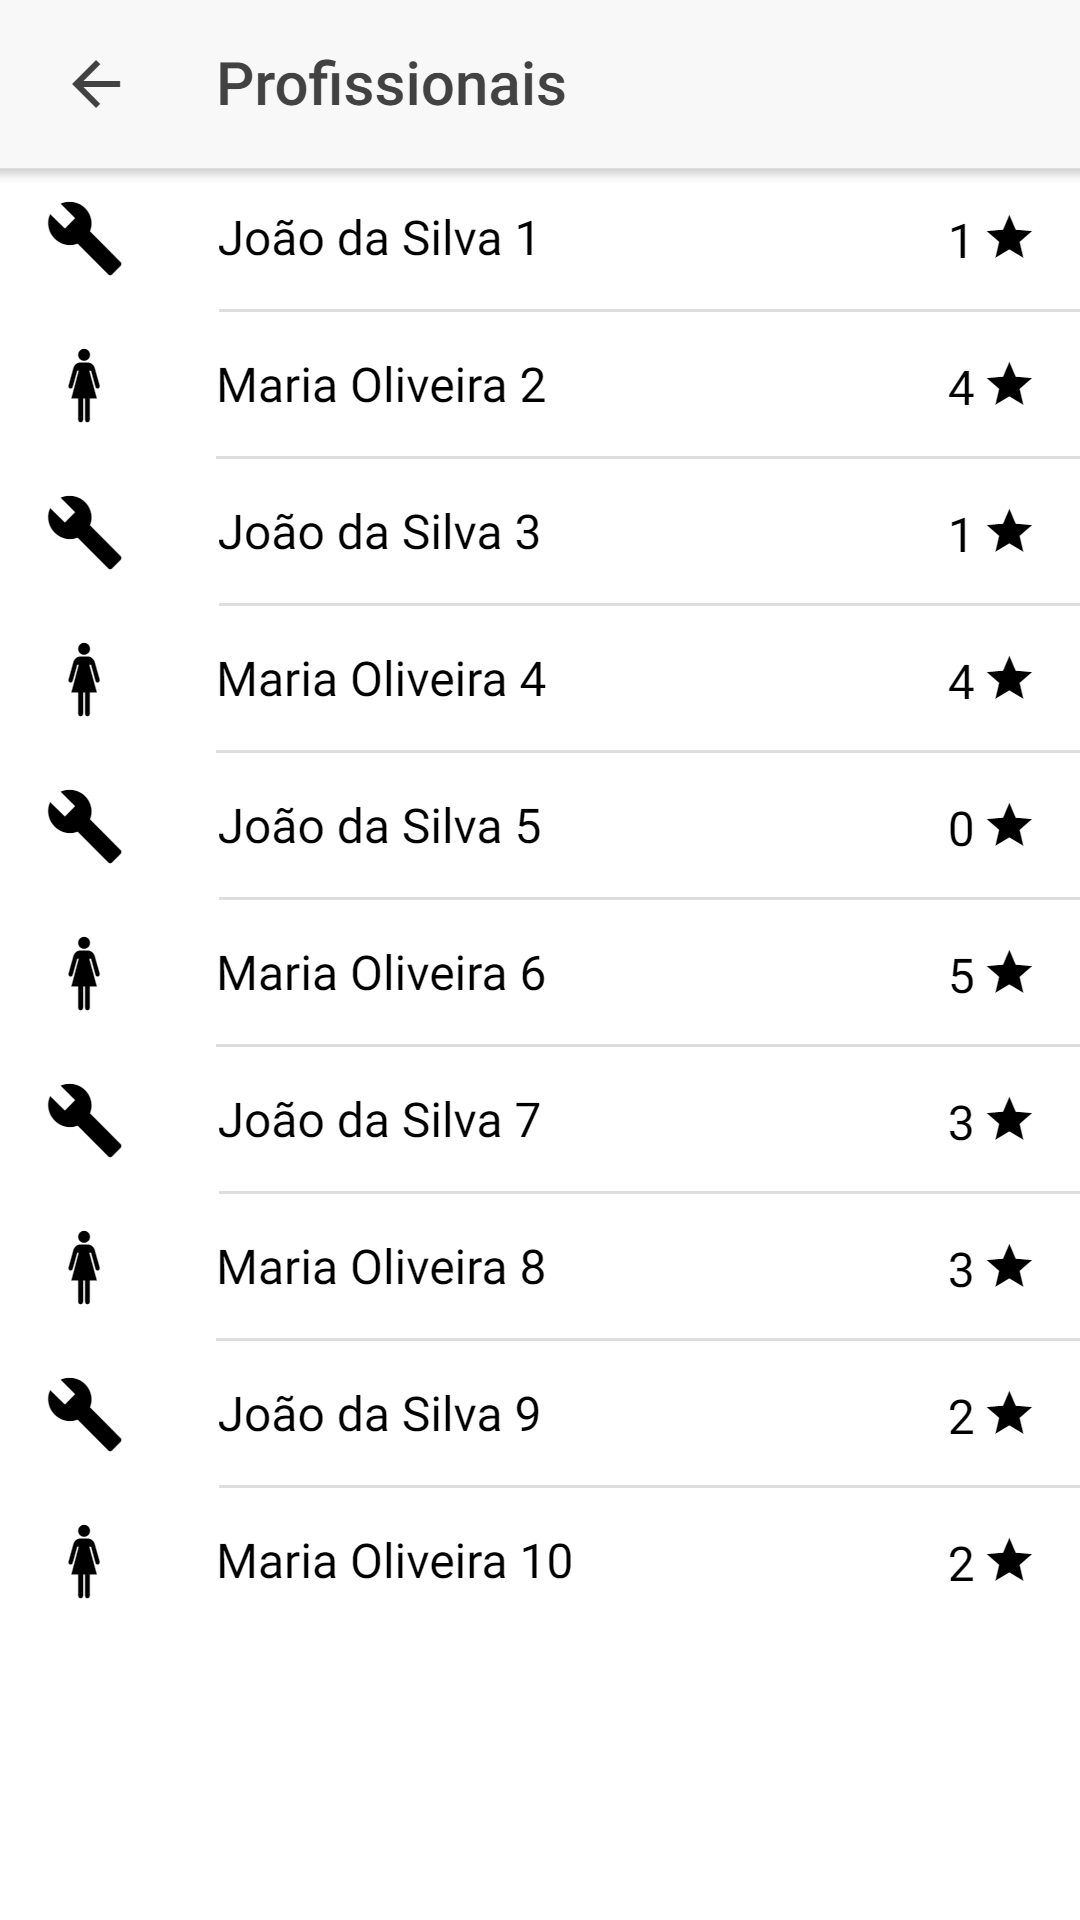 Profissionais
João da Silva 1 1
Maria Oliveira 2 4
João da Silva 3 1
Maria Oliveira 4 4
João da Silva 5 0
Maria Oliveira 6 5
João da Silva 7 3
Maria Oliveira 8 3
João da Silva 9 2
Maria Oliveira 10 2